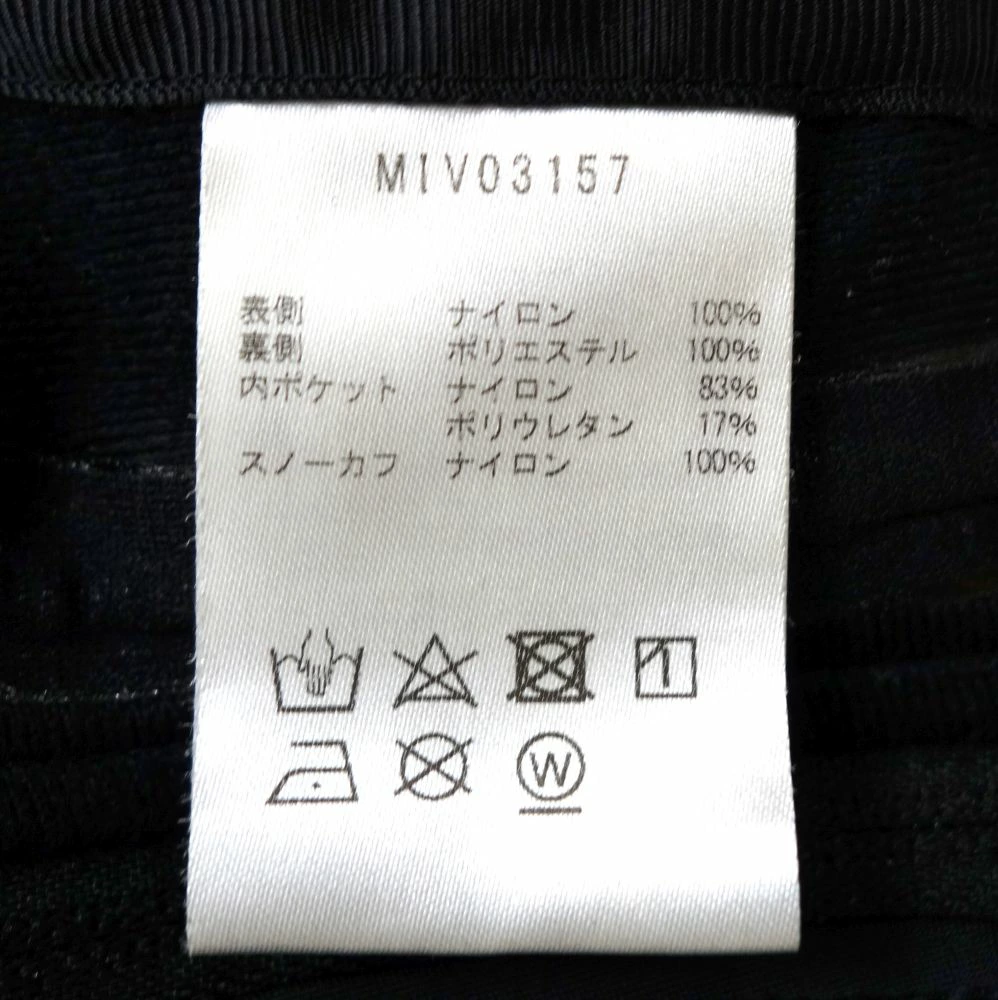 MIV03157
表側 ナイロン 100%
裏側 ポリエステル 100%
内ポケット ナイロン 83%
ポリウレタン 17%
スノーカフ ナイロン 100%
W